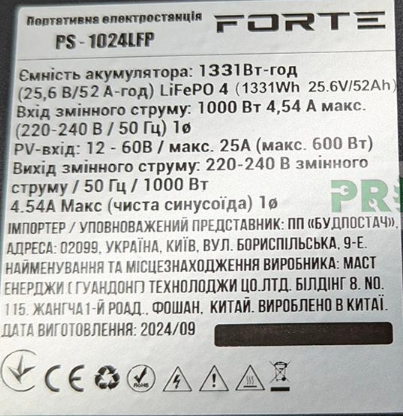 Портативна електростанція FORTE
PS - 1024LFP
Ємність акумулятора: 1331Вт-год
(25,6 В/52 А-год) LiFePO 4 (1331Wh 25.6V/52Ah)
Вхід змінного струму: 1000 Вт 4,54 А макс.
(220-240 В / 50 Гц) 1ø
PV-вхід: 12 - 60В / макс. 25А (макс. 600 Вт)
Вихід змінного струму: 220-240 В змінного
струму / 50 Гц / 1000 Вт
4.54А Макс (чиста синусоїда) 1ø
ІМПОРТЕР / УПОВНОВАЖЕНИЙ ПРЕДСТАВНИК: ПП «БУДПОСТАЧ»,
АДРЕСА: 02099, УКРАЇНА, КИЇВ, ВУЛ. БОРИСПІЛЬСЬКА, 9-Е.
НАЙМЕНУВАННЯ ТА МІСЦЕЗНАХОДЖЕННЯ ВИРОБНИКА: МАСТ
ЕНЕРДЖИ ( ГУАНДОНГ) ТЕХНОЛОДЖИ ЦО.ЛТД. БІЛДІНГ 8. NO.
115. ЖАНГЧА1-Й РОАД., ФОШАН, КИТАЙ. ВИРОБЛЕНО В КИТАЇ.
ДАТА ВИГОТОВЛЕННЯ: 2024/09
CE RoHS